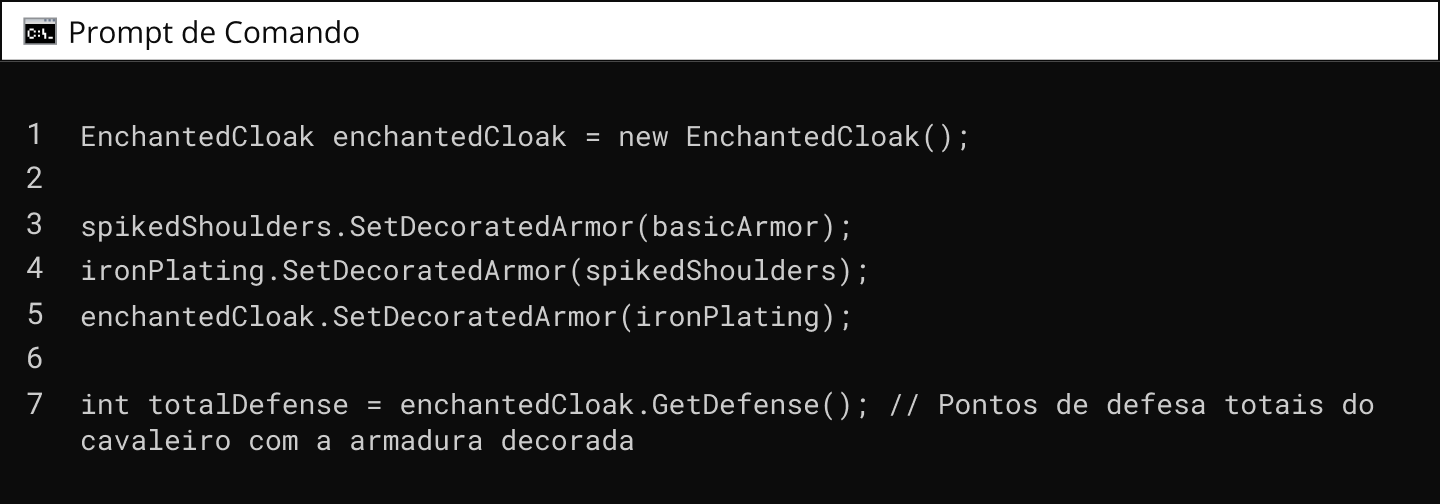 C:\.
Prompt de Comando
1 EnchantedCloak enchantedCloak = new EnchantedCloak();
2
3 spikedShoulders.SetDecoratedArmor(basicArmor);
4 ironPlating.SetDecoratedArmor(spikedShoulders);
5 enchantedCloak.SetDecoratedArmor(ironPlating);
6
7 int totalDefense = enchantedCloak.GetDefense(); // Pontos de defesa totais do
cavaleiro com a armadura decorada